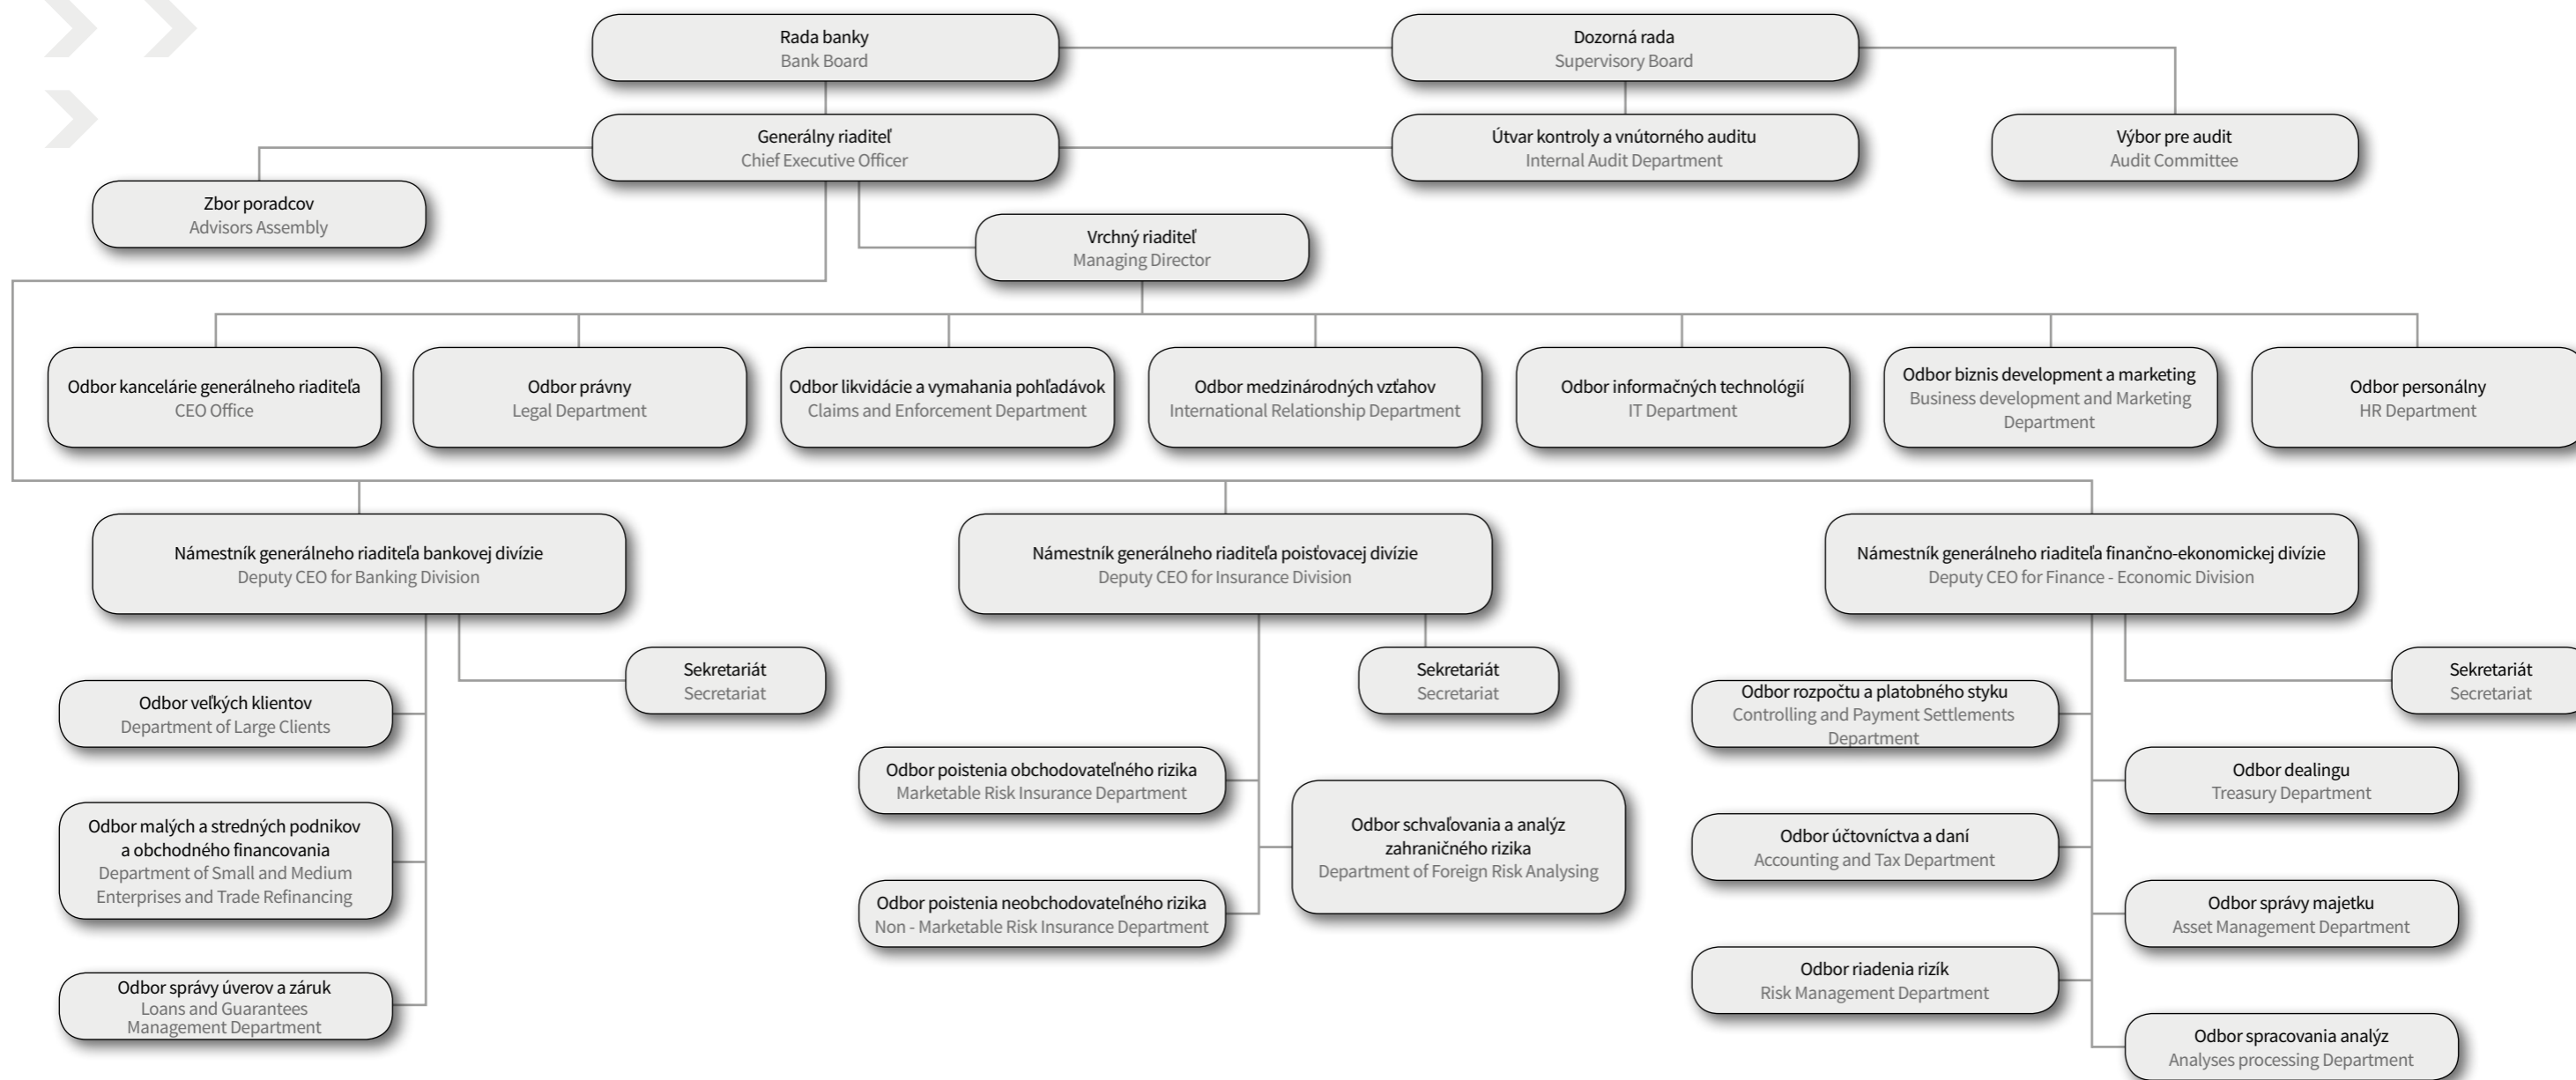 Rada banky
Bank Board
Dozorná rada
Supervisory Board
Generálny riaditeľ
Chief Executive Officer
Útvar kontroly a vnútorného auditu
Internal Audit Department
Výbor pre audit
Audit Committee
Zbor poradcov
Advisors Assembly
Vrchný riaditeľ
Managing Director
Odbor kancelárie generálneho riaditeľa
CEO Office
Odbor právny
Legal Department
Odbor likvidácie a vymahania pohľadávok
Claims and Enforcement Department
Odbor medzinárodných vzťahov
International Relationship Department
Odbor informačných technológií
IT Department
Odbor biznis development a marketing
Business development and Marketing
Department
Odbor personálny
HR Department
Námestník generálneho riaditeľa bankovej divízie
Deputy CEO for Banking Division
Námestník generálneho riaditeľa poisťovacej divízie
Deputy CEO for Insurance Division
Námestník generálneho riaditeľa finančno-ekonomickej divízie
Deputy CEO for Finance - Economic Division
Sekretariát
Secretariat
Odbor veľkých klientov
Department of Large Clients
Odbor malých a stredných podnikov
a obchodného financovania
Department of Small and Medium
Enterprises and Trade Refinancing
Odbor správy úverov a záruk
Loans and Guarantees
Management Department
Sekretariát
Secretariat
Odbor poistenia obchodovateľného rizika
Marketable Risk Insurance Department
Odbor schvaľovania a analýz
zahraničného rizika
Department of Foreign Risk Analysing
Odbor poistenia neobchodovateľného rizika
Non - Marketable Risk Insurance Department
Sekretariát
Secretariat
Odbor rozpočtu a platobného styku
Controlling and Payment Settlements
Department
Odbor dealingu
Treasury Department
Odbor účtovníctva a daní
Accounting and Tax Department
Odbor správy majetku
Asset Management Department
Odbor riadenia rizík
Risk Management Department
Odbor spracovania analýz
Analyses processing Department